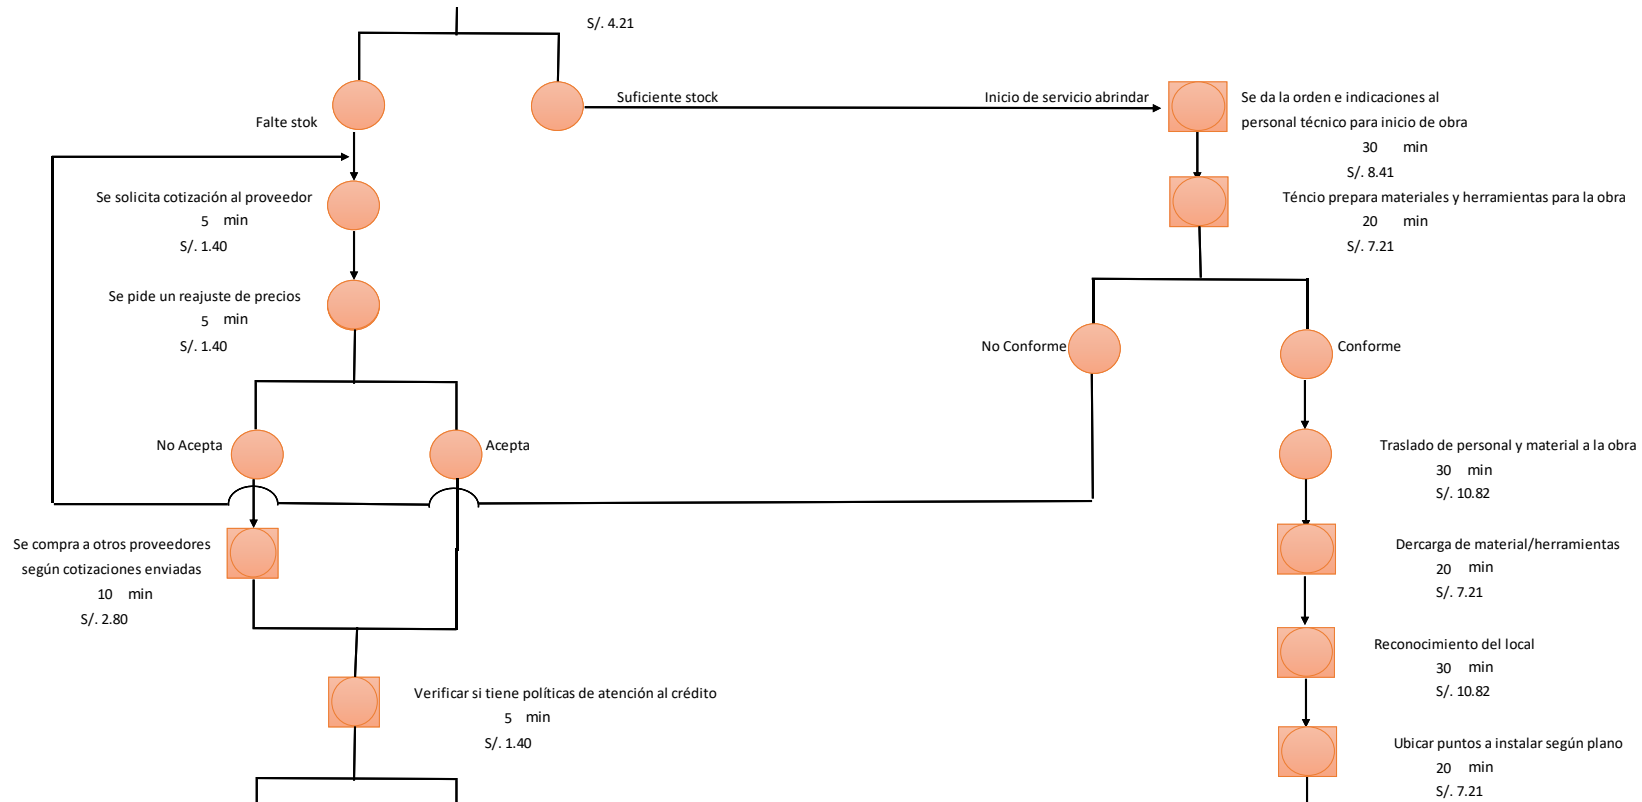 S/. 4.21
Falte stok
Suficiente stock
Inicio de servicio abrindar
Se da la orden e indicaciones al
personal técnico para inicio de obra
30 min
S/. 8.41
Se solicita cotización al proveedor
5 min
S/. 1.40
Téncio prepara materiales y herramientas para la obra
20 min
S/. 7.21
Se pide un reajuste de precios
5 min
S/. 1.40
No Conforme
Conforme
No Acepta
Acepta
Traslado de personal y material a la obra
30 min
S/. 10.82
Se compra a otros proveedores
según cotizaciones enviadas
10 min
S/. 2.80
Dercarga de material/herramientas
20 min
S/. 7.21
Reconocimiento del local
30 min
S/. 10.82
Verificar si tiene políticas de atención al crédito
5 min
S/. 1.40
Ubicar puntos a instalar según plano
20 min
S/. 7.21